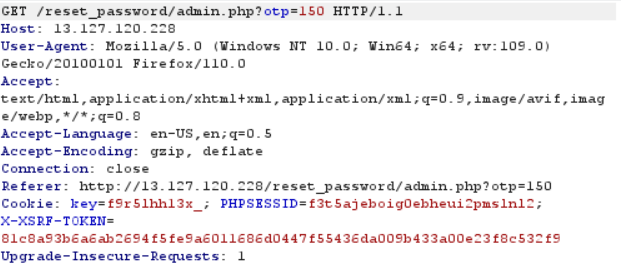 GET /reset_password/admin.php?otp=150 HTTP/1.1
Host: 13.127.120.228
User-Agent: Mozilla/5.0 (Windows NT 10.0; Win64; x64; rv:109.0)
Gecko/20100101 Firefox/110.0
Accept:
text/html,application/xhtml+xml,application/xml;q=0.9,image/avif,imag
e/webp,*/*;q=0.8
Accept-Language: en-US,en;q=0.5
Accept-Encoding: gzip, deflate
Connection: close
Referer: http://13.127.120.228/reset_password/admin.php?otp=150
Cookie: key=f9r5lhhl3x_; PHPSESSID=f3t5ajeboig0ebheui2pmslnl2;
X-XSRF-TOKEN=
81c8a93b6a6ab2694f5fe9a6011686d0447f55436da009b433a00e23f8c532f9
Upgrade-Insecure-Requests: 1